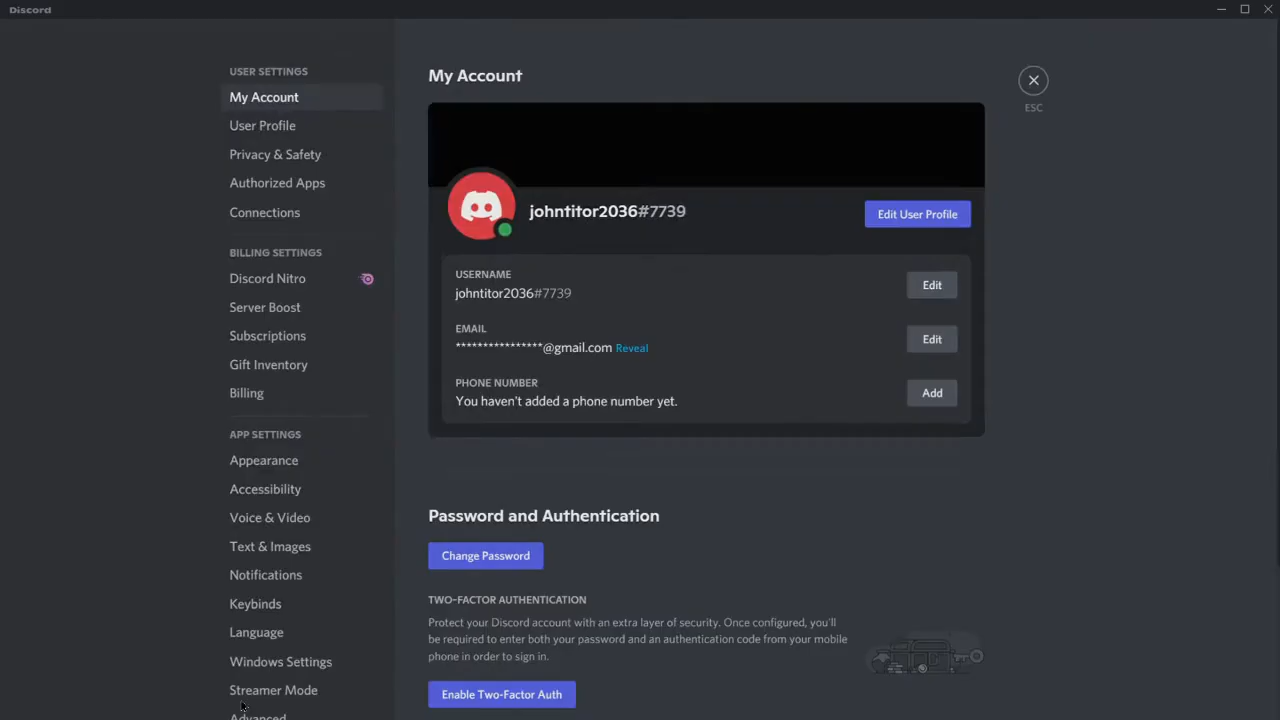 Discord
USER SETTINGS
My Account
User Profile
Privacy & Safety
Authorized Apps
Connections
BILLING SETTINGS
Discord Nitro
Server Boost
Subscriptions
Gift Inventory
Billing
APP SETTINGS
Appearance
Accessibility
Voice & Video
Text & Images
Notifications
Keybinds
Language
Windows Settings
Streamer Mode
Advanced
My Account
ESC
johntitor2036#7739
Edit User Profile
USERNAME
johntitor2036#7739
Edit
EMAIL
****************@gmail.com Reveal
Edit
PHONE NUMBER
You haven't added a phone number yet.
Add
Password and Authentication
Change Password
TWO-FACTOR AUTHENTICATION
Protect your Discord account with an extra layer of security. Once configured, you'll
be required to enter both your password and an authentication code from your mobile
phone in order to sign in.
Enable Two-Factor Auth